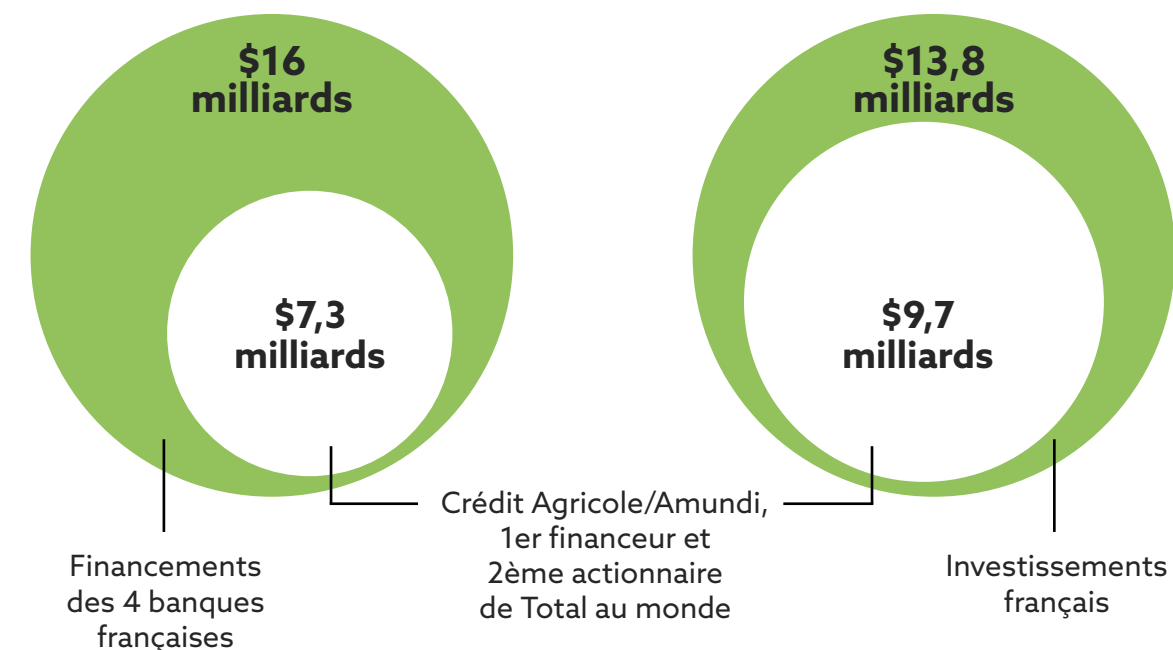 $16
milliards
$7,3
milliards
$13,8
milliards
$9,7
milliards
Financements
des 4 banques
françaises
Crédit Agricole/Amundi,
1er financeur et
2ème actionnaire
de Total au monde
Investissements
français